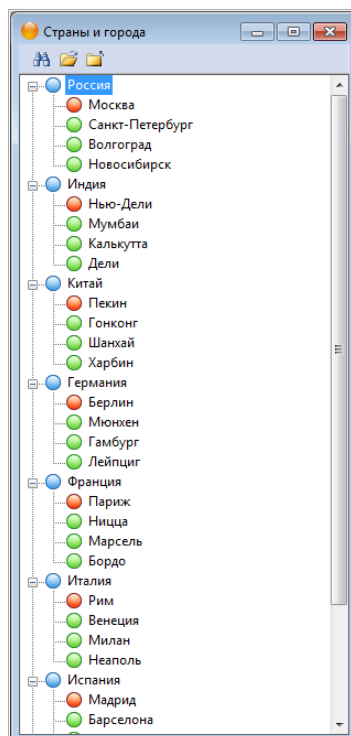 Страны и города
Россия
Москва
Санкт-Петербург
Волгоград
Новосибирск
Индия
Нью-Дели
Мумбаи
Калькутта
Дели
Китай
Пекин
Гонконг
Шанхай
Харбин
Германия
Берлин
Мюнхен
Гамбург
Лейпциг
Франция
Париж
Ницца
Марсель
Бордо
Италия
Рим
Венеция
Милан
Неаполь
Испания
Мадрид
Барселона